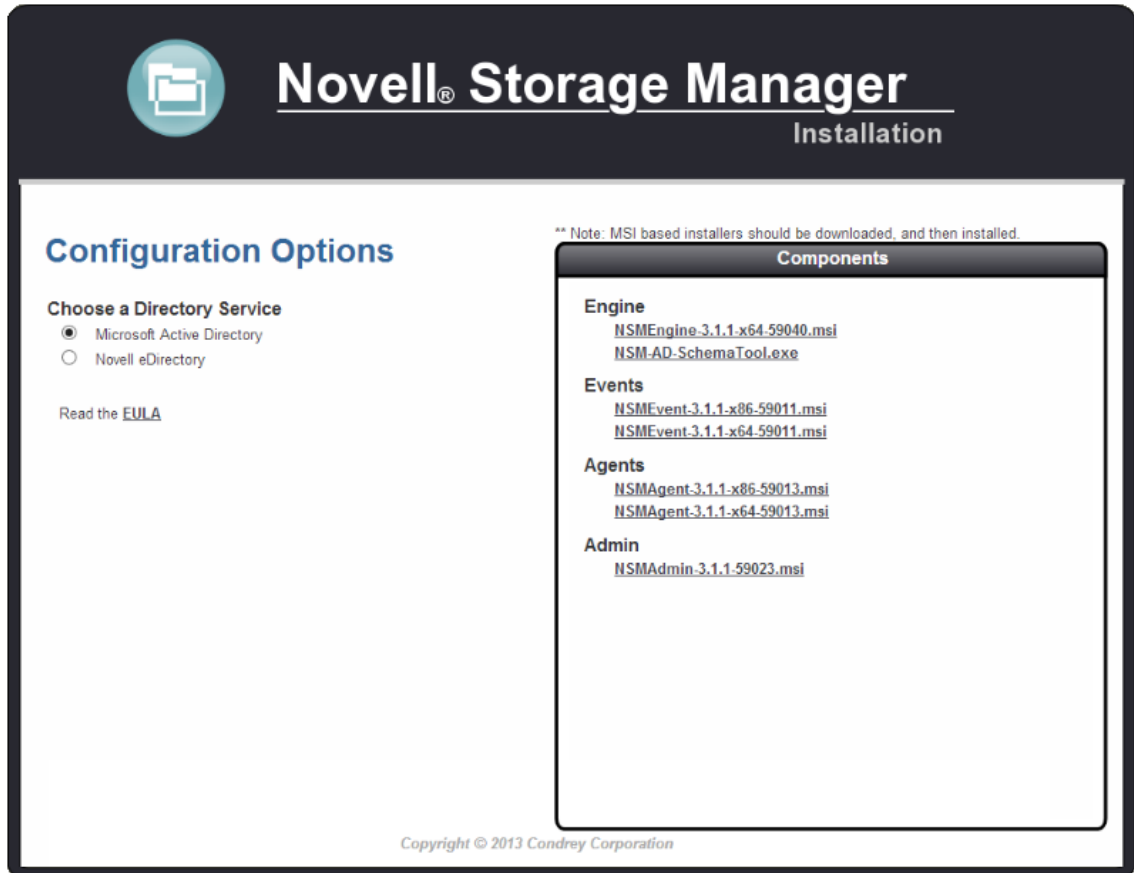 Novell® Storage Manager
Installation
Configuration Options
Choose a Directory Service
Microsoft Active Directory
Novell eDirectory
Read the EULA
** Note: MSI based installers should be downloaded, and then installed.
Components
Engine
NSMEngine-3.1.1-x64-59040.msi
NSM-AD-SchemaTool.exe
Events
NSMEvent-3.1.1-x86-59011.msi
NSMEvent-3.1.1-x64-59011.msi
Agents
NSMAgent-3.1.1-x86-59013.msi
NSMAgent-3.1.1-x64-59013.msi
Admin
NSMAdmin-3.1.1-59023.msi
Copyright © 2013 Condrey Corporation